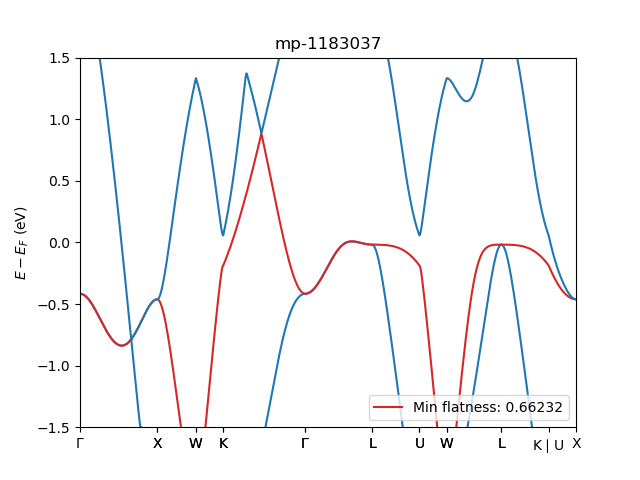 mp-1183037
E − E_F (eV)
1.5
1.0
0.5
0.0
−0.5
−1.0
−1.5
Min flatness: 0.66232
Γ X W K Γ L U W L K | U X